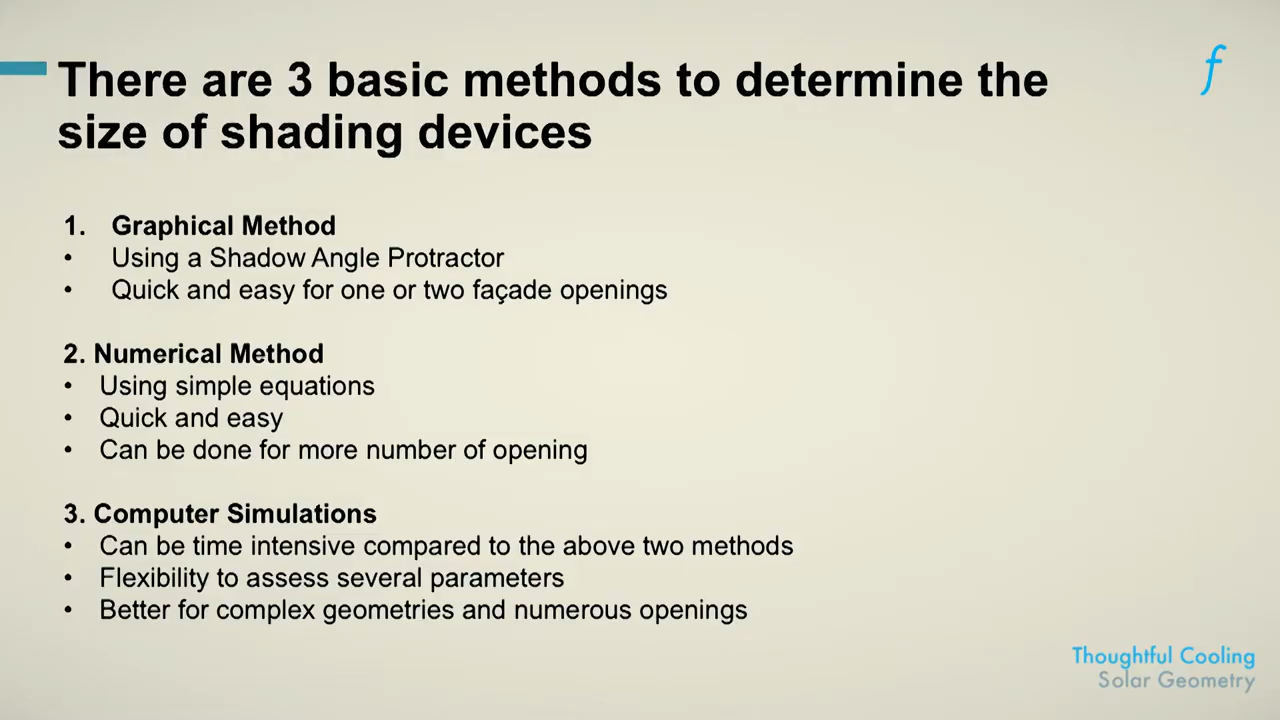 There are 3 basic methods to determine the
size of shading devices
f
1. Graphical Method
• Using a Shadow Angle Protractor
• Quick and easy for one or two façade openings
2. Numerical Method
• Using simple equations
• Quick and easy
• Can be done for more number of opening
3. Computer Simulations
• Can be time intensive compared to the above two methods
• Flexibility to assess several parameters
• Better for complex geometries and numerous openings
Thoughtful Cooling
Solar Geometry